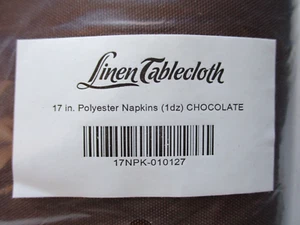 Linen Tablecloth
17 in. Polyester Napkins (1dz) CHOCOLATE
17NPK-010127